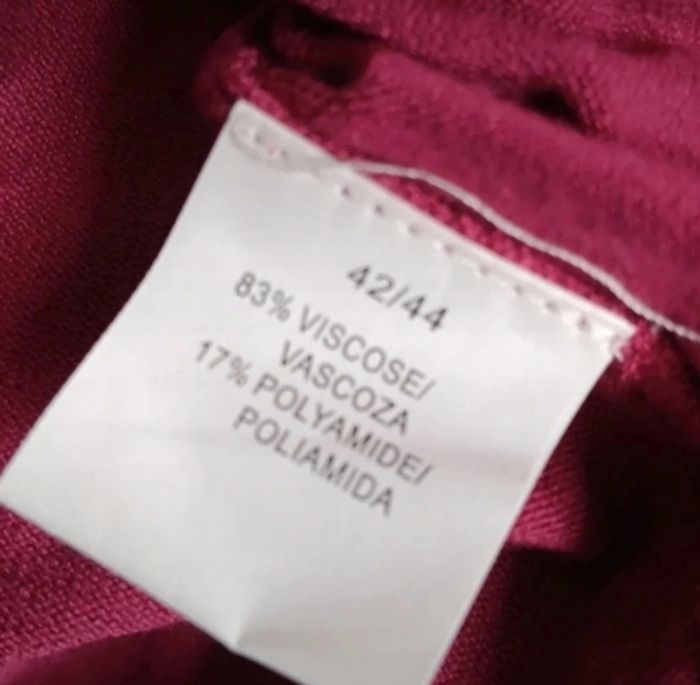 42/44
83% VISCOSE/
VASCOZA
17% POLYAMIDE/
POLIAMIDA